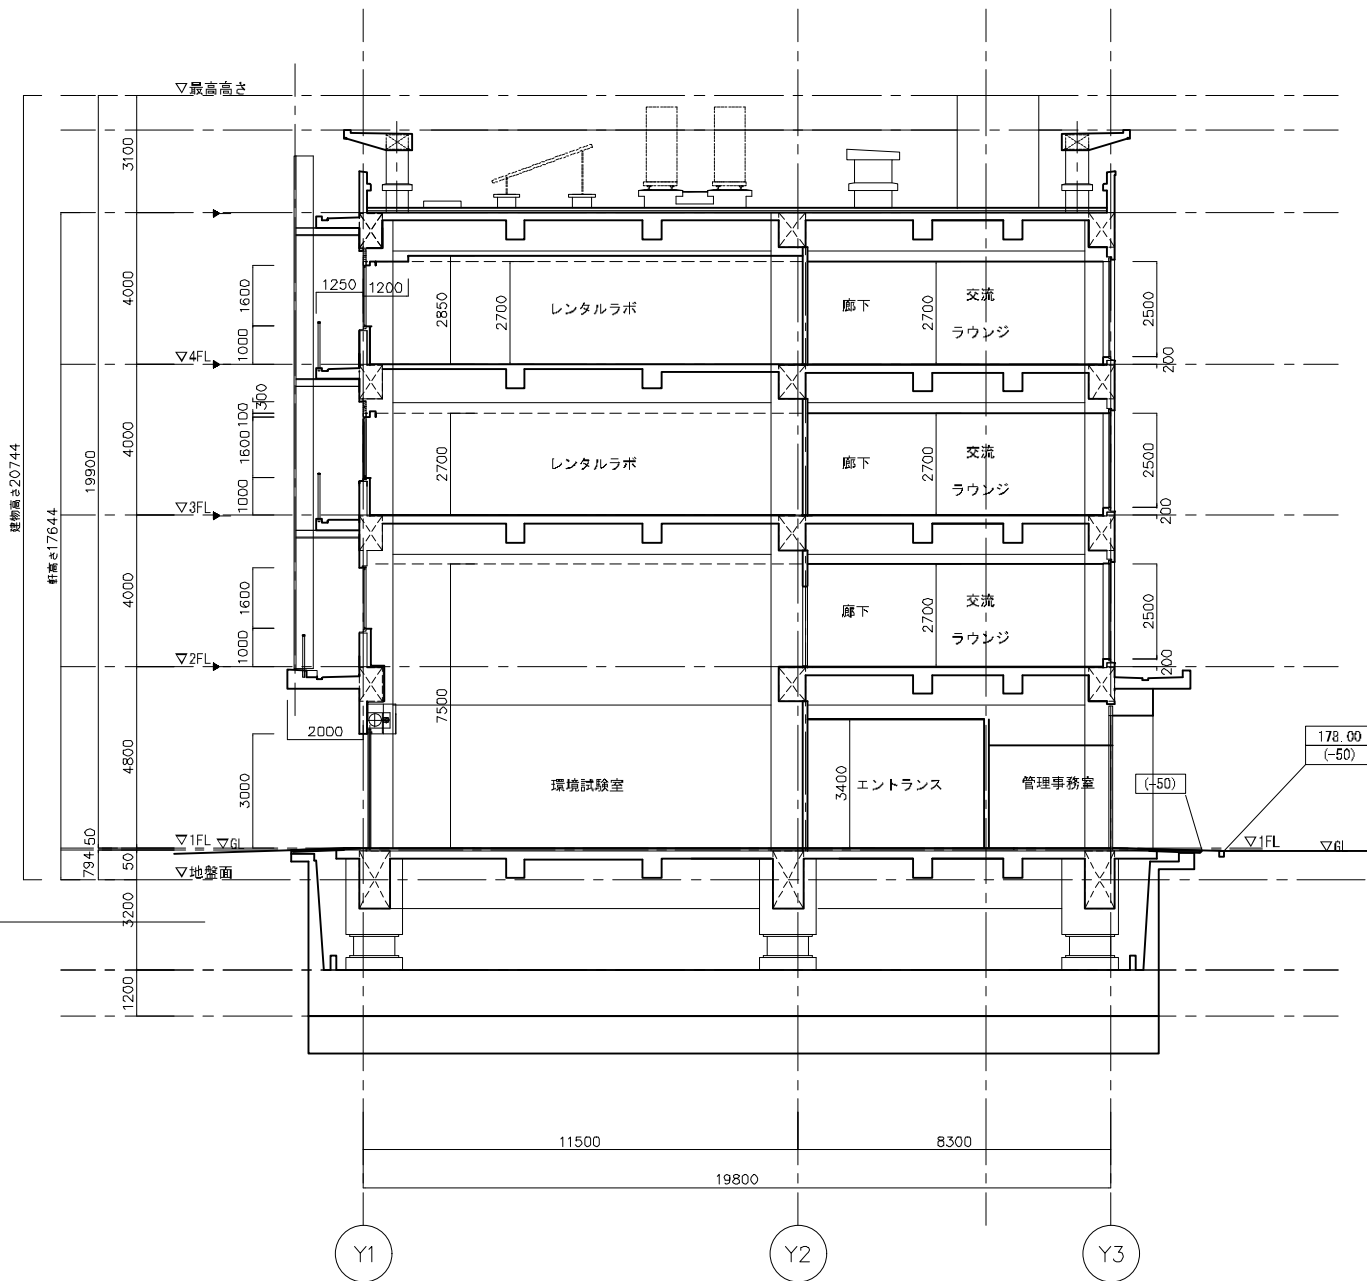 ▽最高高さ
3100
4000
1600
1250
1200
2850
2700
レンタルラボ
廊下
2700
交流
ラウンジ
2500
1000
▽4FL
200
300
100
4000
1600
2700
レンタルラボ
廊下
2700
交流
ラウンジ
2500
1000
▽3FL
200
建物高さ20744
19900
軒高さ17644
4000
1600
廊下
2700
交流
ラウンジ
2500
1000
▽2FL
200
7500
2000
4800
3000
環境試験室
3400
エントランス
管理事務室
(-50)
178.00
(-50)
▽1FL
▽GL
50
794
50
▽地盤面
▽1FL
▽GL
3200
1200
11500
8300
19800
Y1
Y2
Y3